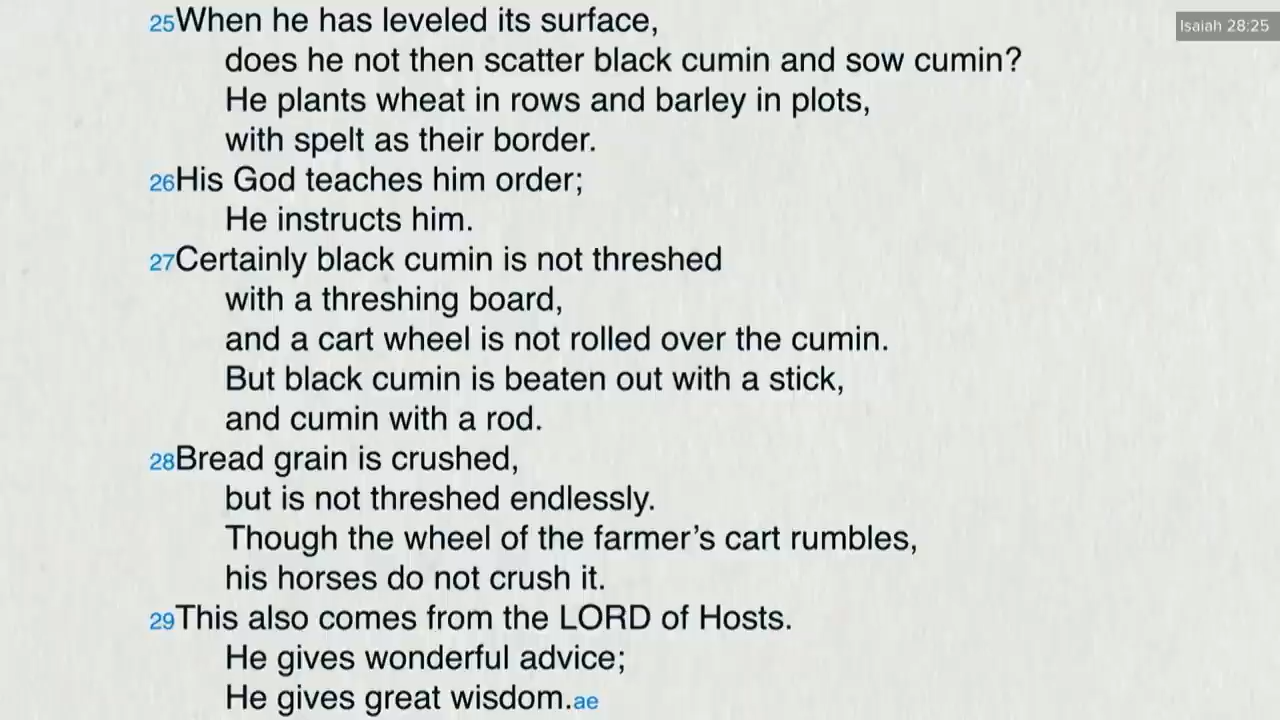 Isaiah 28:25
25When he has leveled its surface,
does he not then scatter black cumin and sow cumin?
He plants wheat in rows and barley in plots,
with spelt as their border.
26His God teaches him order;
He instructs him.
27Certainly black cumin is not threshed
with a threshing board,
and a cart wheel is not rolled over the cumin.
But black cumin is beaten out with a stick,
and cumin with a rod.
28Bread grain is crushed,
but is not threshed endlessly.
Though the wheel of the farmer’s cart rumbles,
his horses do not crush it.
29This also comes from the LORD of Hosts.
He gives wonderful advice;
He gives great wisdom.ae